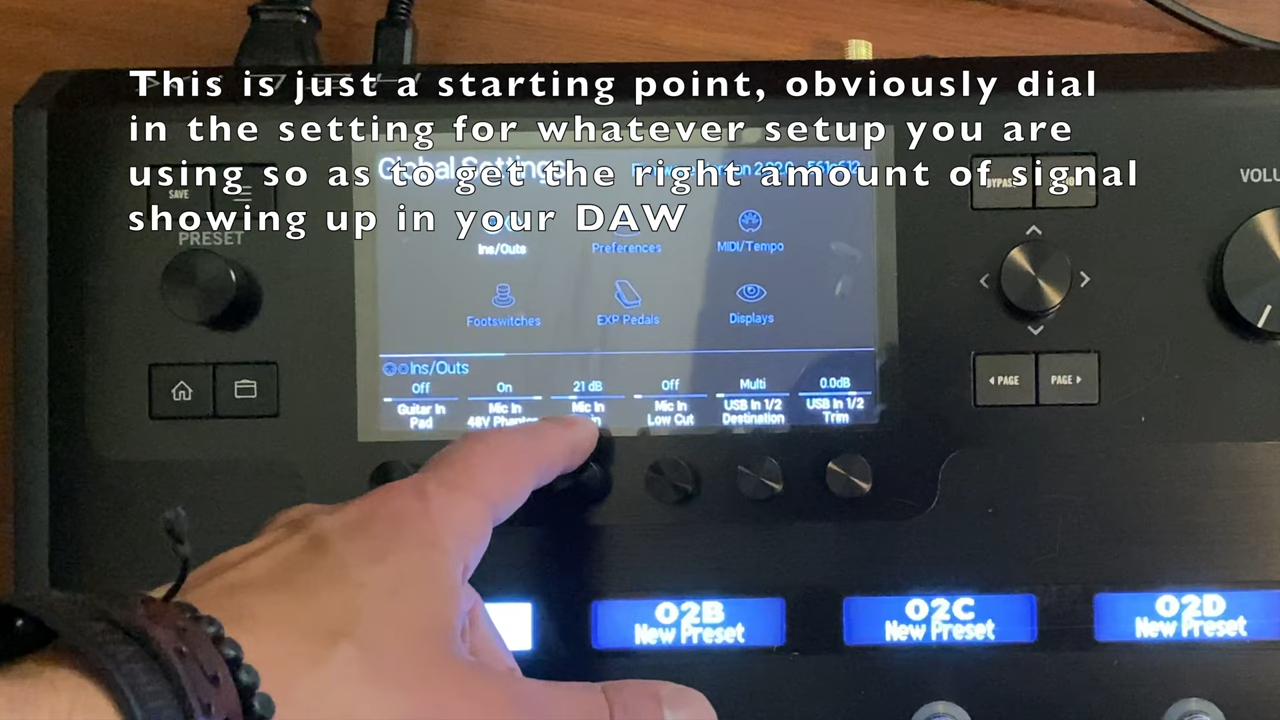 This is just a starting point, obviously dial
in the setting for whatever setup you are
using so as to get the right amount of signal
showing up in your DAW
Global Settings
SAVE
BYPASS
PRESET
VOLU
Ins/Outs
Preferences
MIDI/Tempo
Footswitches
EXP Pedals
Displays
Ins/Outs
Off
On
21 dB
Off
Multi
0.0dB
Guitar In
Pad
Mic In
48V Phantom
Mic In
Mic In
Low Cut
USB In 1/2
Destination
USB In 1/2
Trim
PAGE
PAGE
02B
New Preset
02C
New Preset
02D
New Preset